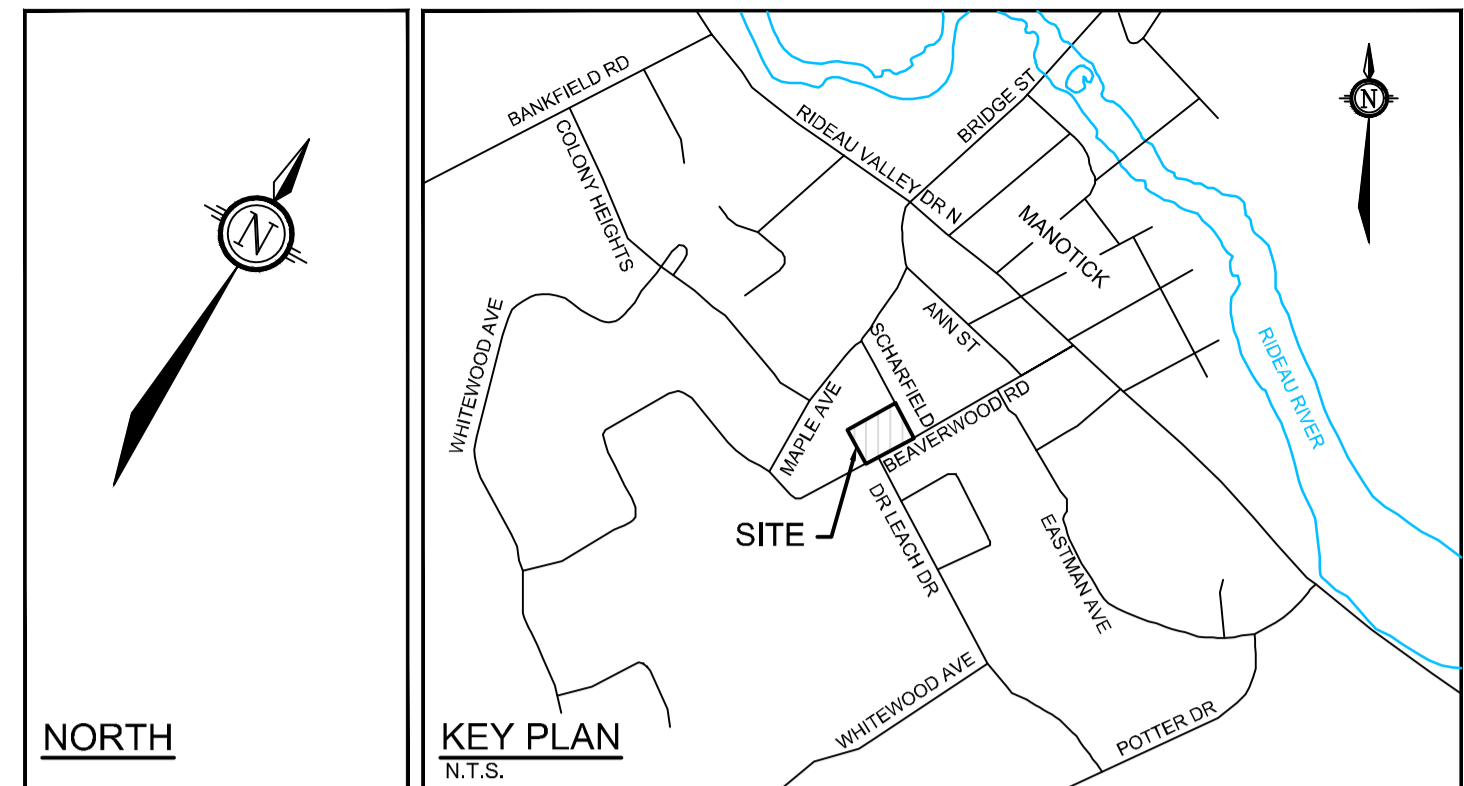 N
NORTH
BANKFIELD RD
COLONY HEIGHTS
RIDEAU VALLEY DR N
BRIDGE ST
N
MANOTICK
WHITEWOOD AVE
SCHARFIELD
ANN ST
RIDEAU RIVER
MAPLE AVE
BEAVERWOOD RD
SITE
DR LEACH DR
EASTMAN AVE
WHITEWOOD AVE
POTTER DR
KEY PLAN
N.T.S.